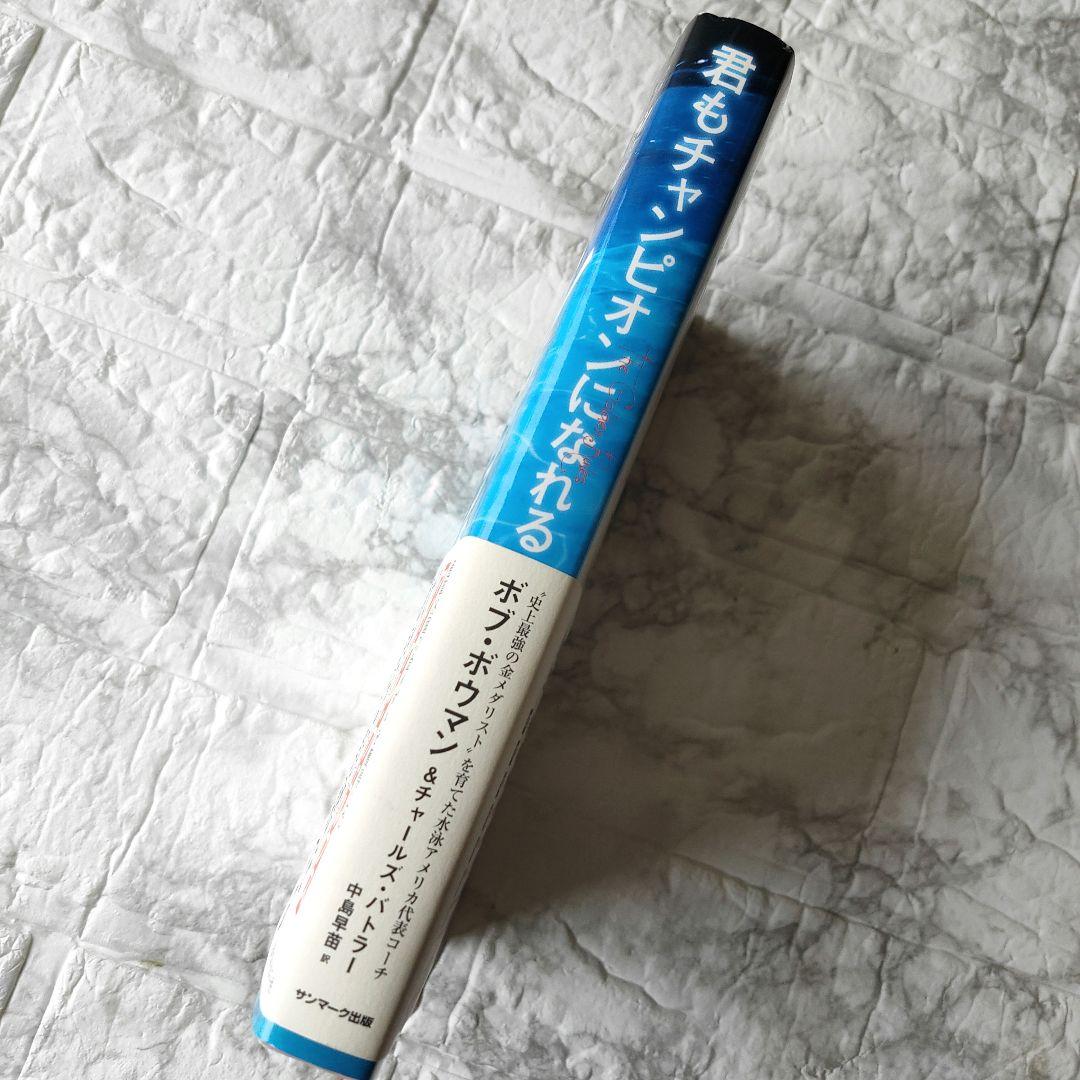 君もチャンピオンになれる
“史上最強の金メダリスト”を育てた水泳アメリカ代表コーチ
ボブ・ボウマン&チャールズ・バトラー
中島早苗 訳
サンマーク出版